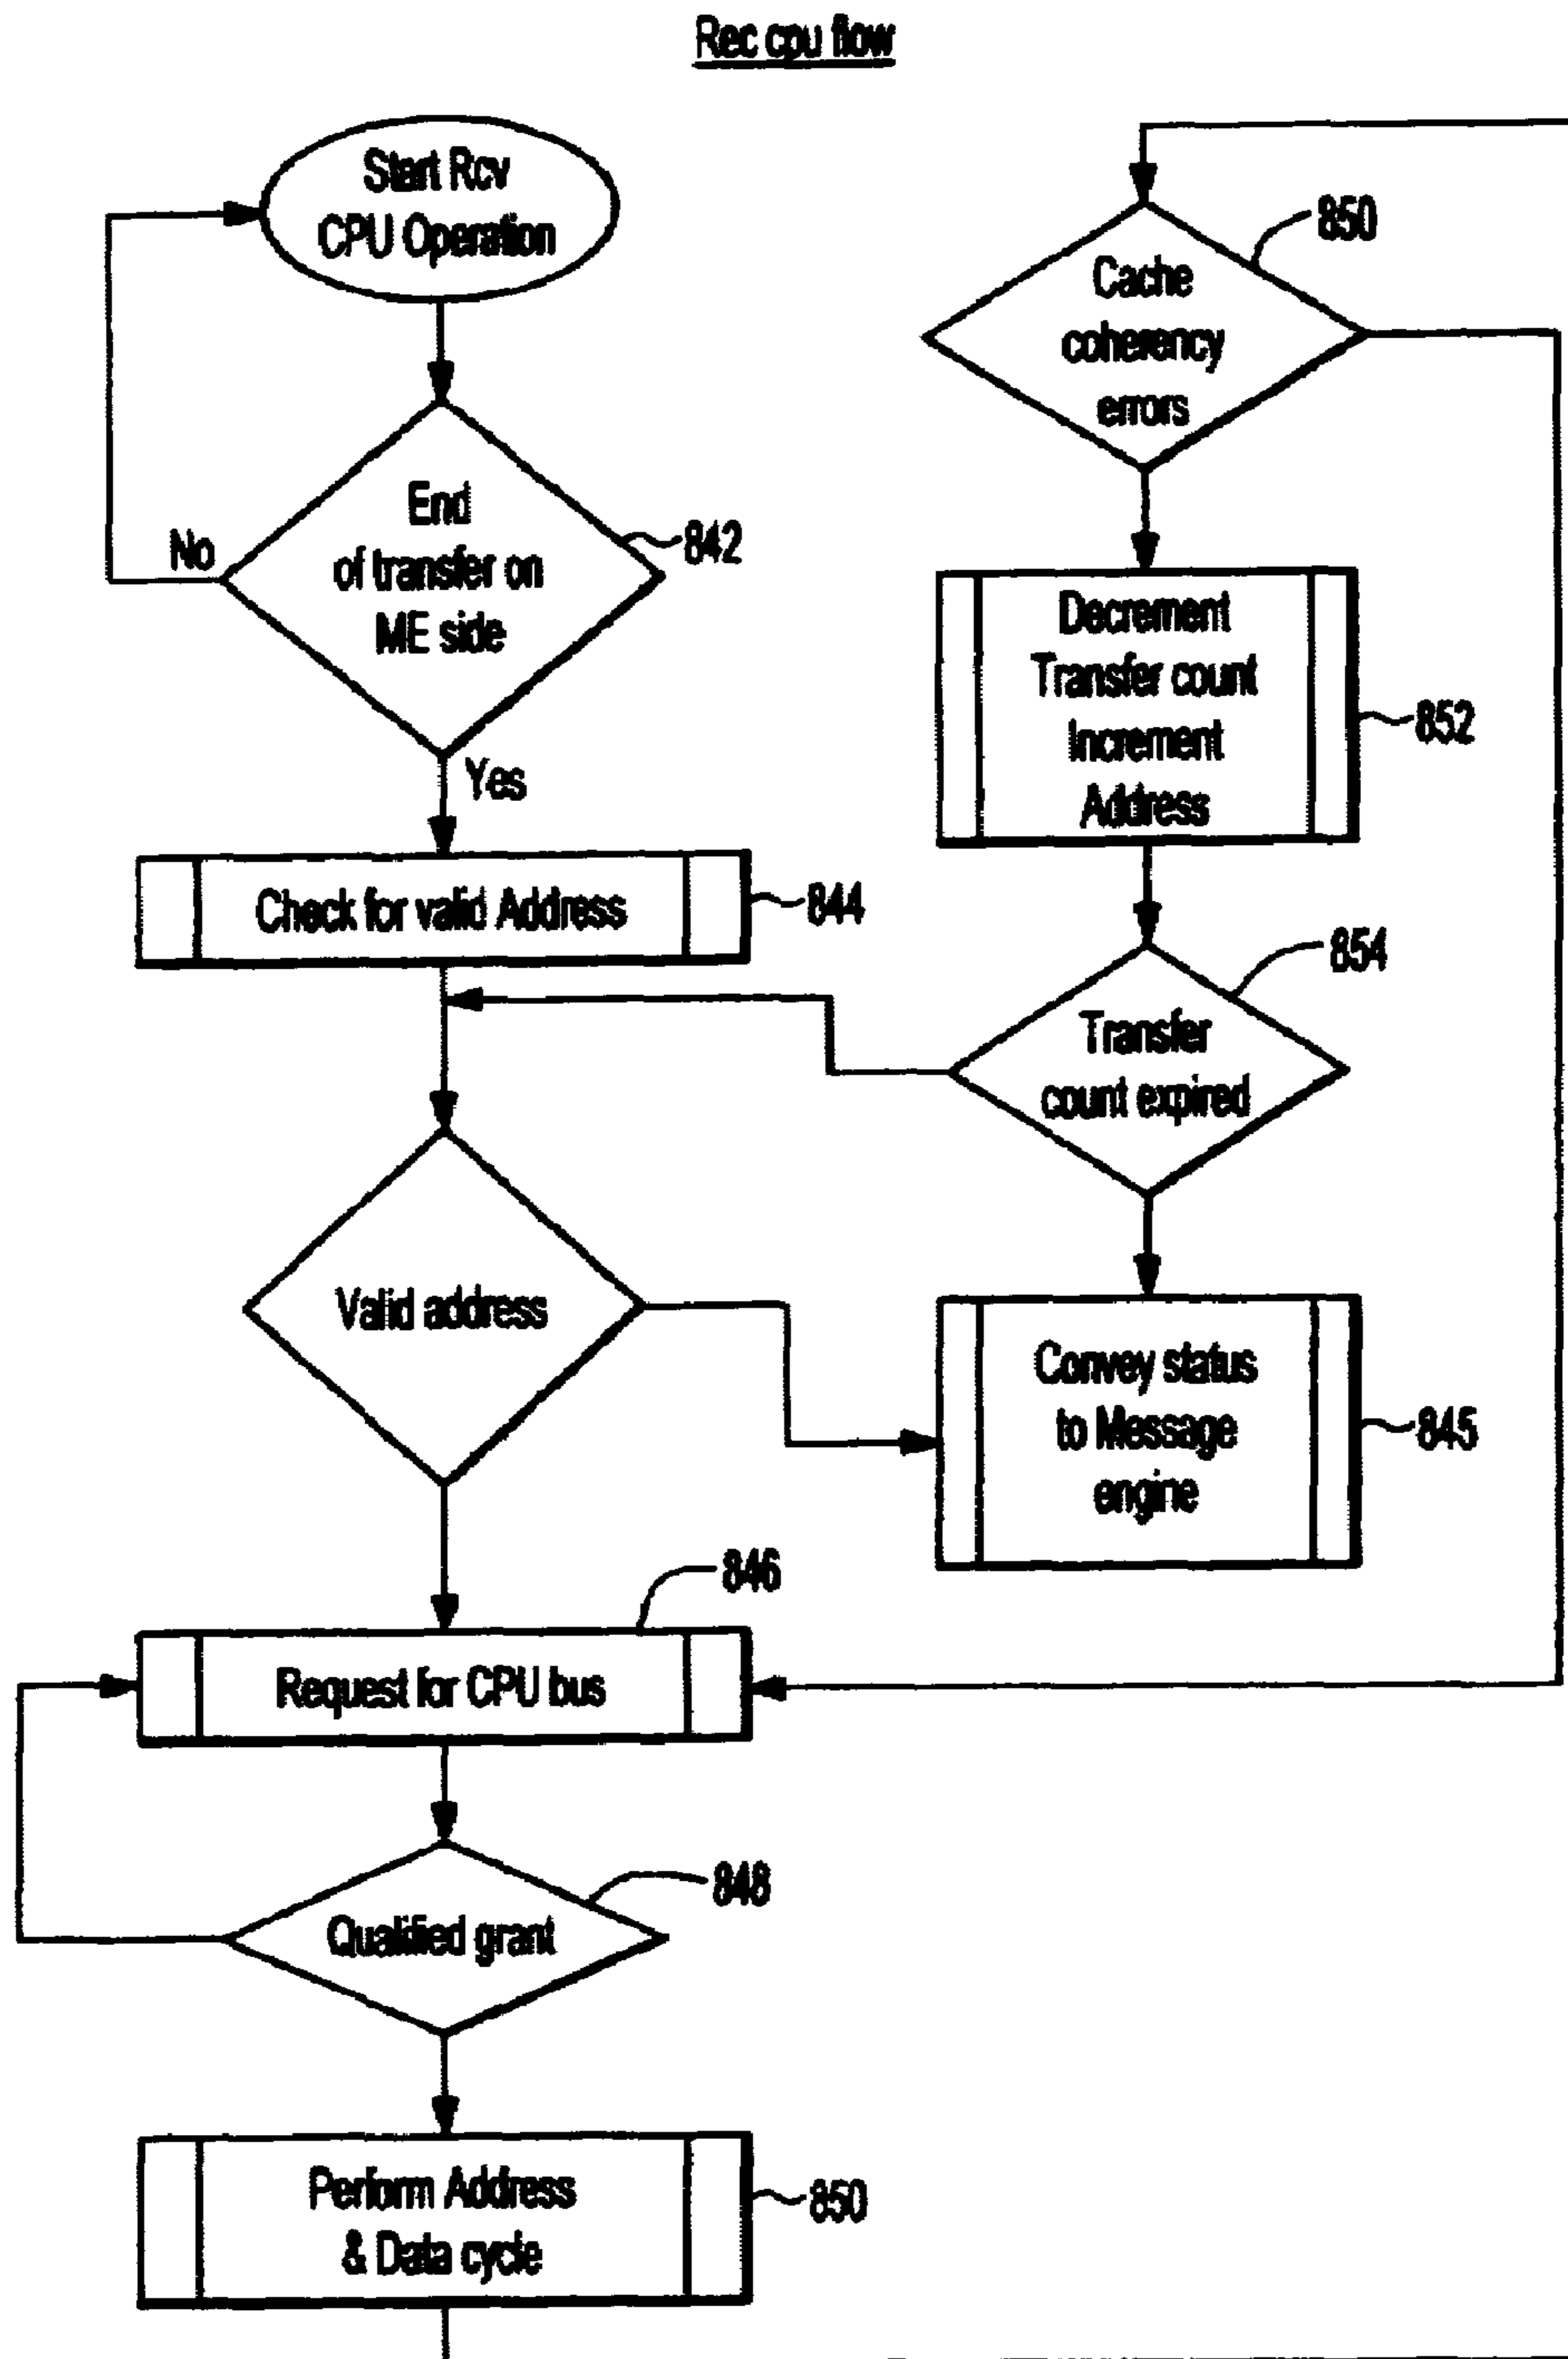 Rec cpu flow
Start Rcv
CPU Operation
End
of transfer on
ME side
842
No
Yes
Check for valid Address
844
Valid address
846
Request for CPU bus
Qualified grant
848
Perform Address
& Data cycle
850
Cache
coherency
errors
850
Decrement
Transfer count
Increment
Address
852
Transfer
count expired
854
Convey status
to Message
engine
845